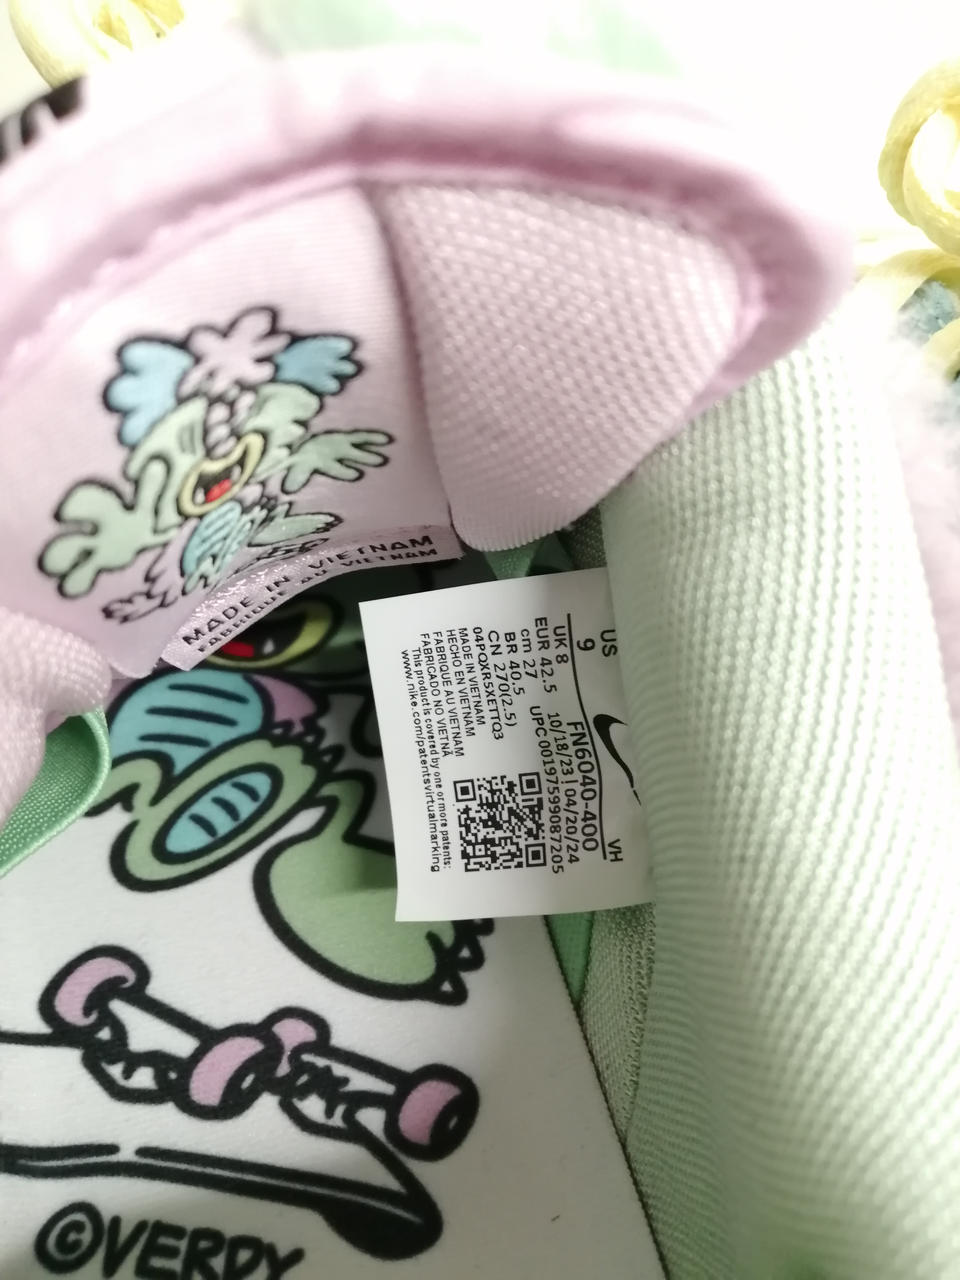 MADE IN VIETNAM
FABRIQUÉ AU VIETNAM
US VH
9
FN6040-400
UK 8 10/18/23 | 04/20/24
EUR 42.5 UPC 00197599087205
cm 27
BR 40.5
CN 270(2.5)
04PQXR5XETTQ3
MADE IN VIETNAM
HECHO EN VIETNAM
FABRIQUE AU VIETNAM
FABRICADO NO VIETNÃ
This product is covered by one or more patents:
www.nike.com/patentsvirtualmarking
©VERDY